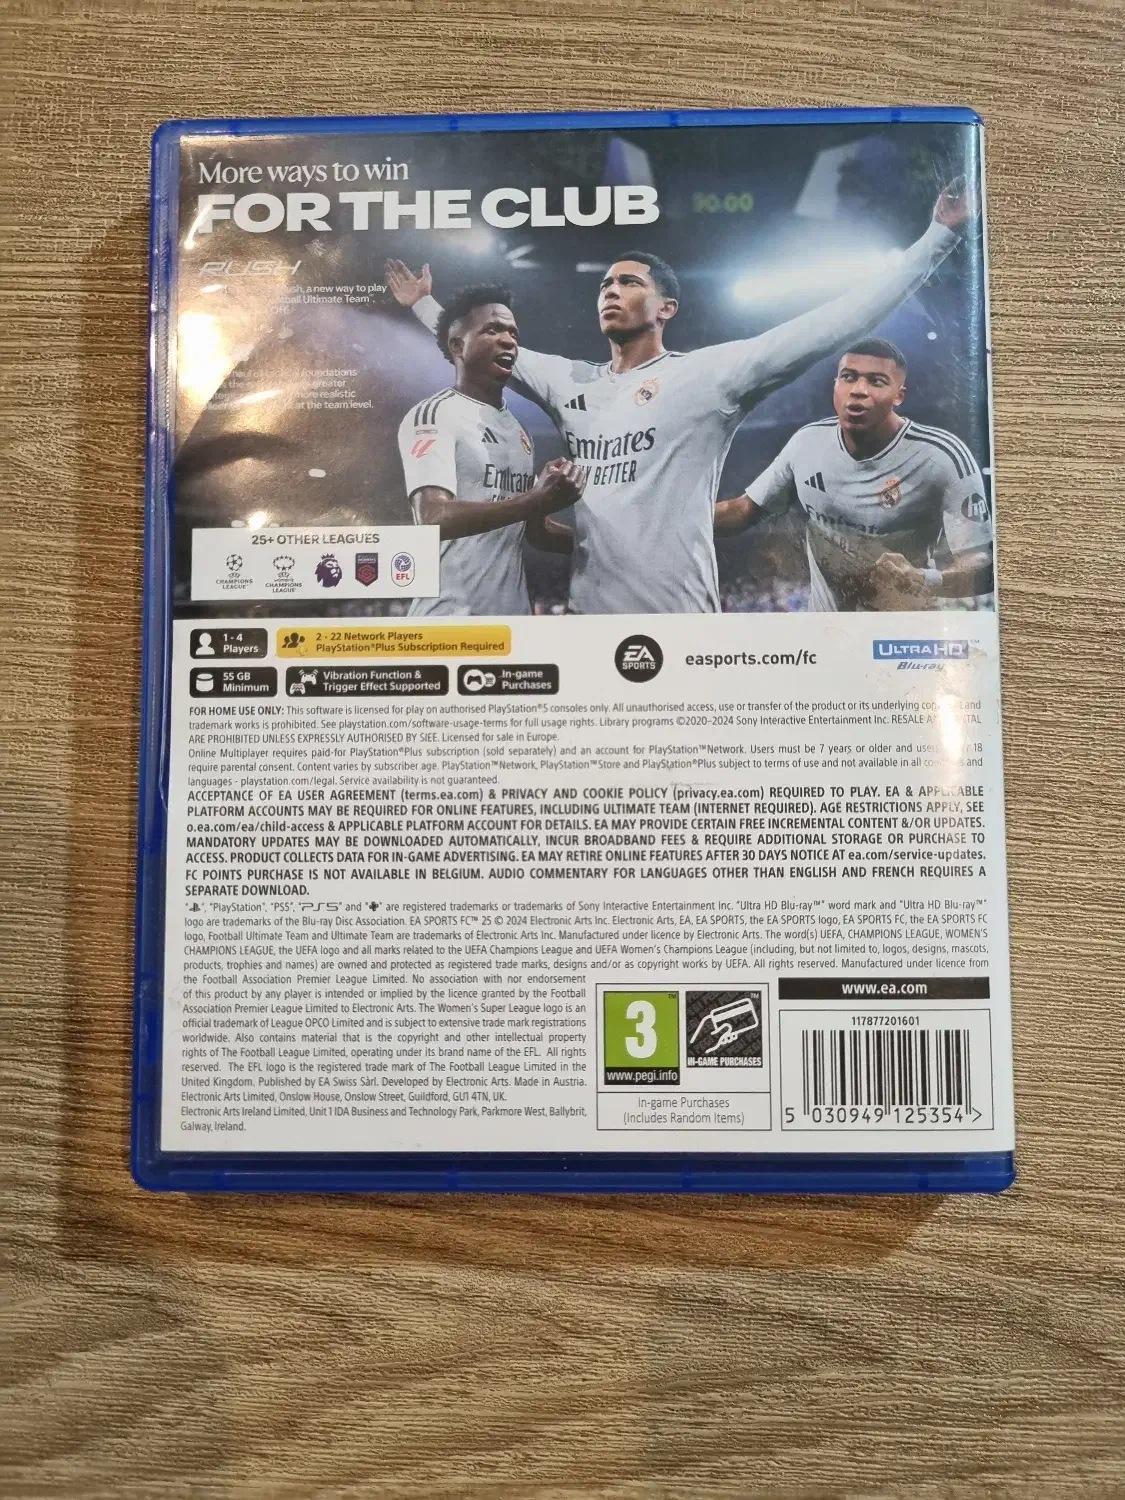 More ways to win
FOR THE CLUB
90:00
RUSH
a new way to play
Ultimate Team™.
foundations
the greater
more realistic
at the team level.
Emirates
FLY BETTER
Emirates
Emirates
hp
25+ OTHER LEAGUES
CHAMPIONS LEAGUE
WOMEN'S CHAMPIONS LEAGUE
EFL
1 - 4 Players
2 - 22 Network Players
PlayStation®Plus Subscription Required
55 GB Minimum
Vibration Function & Trigger Effect Supported
In-game Purchases
EA SPORTS
easports.com/fc
ULTRA HD™
Blu-ray
FOR HOME USE ONLY: This software is licensed for play on authorised PlayStation®5 consoles only. All unauthorised access, use or transfer of the product or its underlying and
trademark works is prohibited. See playstation.com/software-usage-terms for full usage rights. Library programs ©2020-2024 Sony Interactive Entertainment Inc. RESALE
ARE PROHIBITED UNLESS EXPRESSLY AUTHORISED BY SIEE. Licensed for sale in Europe.
Online Multiplayer requires paid-for PlayStation®Plus subscription (sold separately) and an account for PlayStation™Network. Users must be 7 years or older and 18
require parental consent. Content varies by subscriber age. PlayStation™Network, PlayStation™Store and PlayStation®Plus subject to terms of use and not available in all and
languages - playstation.com/legal. Service availability is not guaranteed.
ACCEPTANCE OF EA USER AGREEMENT (terms.ea.com) & PRIVACY AND COOKIE POLICY (privacy.ea.com) REQUIRED TO PLAY. EA & APPLICABLE
PLATFORM ACCOUNTS MAY BE REQUIRED FOR ONLINE FEATURES, INCLUDING ULTIMATE TEAM (INTERNET REQUIRED). AGE RESTRICTIONS APPLY, SEE
o.ea.com/ea/child-access & APPLICABLE PLATFORM ACCOUNT FOR DETAILS. EA MAY PROVIDE CERTAIN FREE INCREMENTAL CONTENT &/OR UPDATES.
MANDATORY UPDATES MAY BE DOWNLOADED AUTOMATICALLY, INCUR BROADBAND FEES & REQUIRE ADDITIONAL STORAGE OR PURCHASE TO
ACCESS. PRODUCT COLLECTS DATA FOR IN-GAME ADVERTISING. EA MAY RETIRE ONLINE FEATURES AFTER 30 DAYS NOTICE AT ea.com/service-updates.
FC POINTS PURCHASE IS NOT AVAILABLE IN BELGIUM. AUDIO COMMENTARY FOR LANGUAGES OTHER THAN ENGLISH AND FRENCH REQUIRES A
SEPARATE DOWNLOAD.
"", "PlayStation", "PS5", "PS5" and "" are registered trademarks or trademarks of Sony Interactive Entertainment Inc. "Ultra HD Blu-ray™" word mark and "Ultra HD Blu-ray™"
logo are trademarks of the Blu-ray Disc Association. EA SPORTS FC™ 25 © 2024 Electronic Arts Inc. Electronic Arts, EA, EA SPORTS, the EA SPORTS logo, EA SPORTS FC, the EA SPORTS FC
logo, Football Ultimate Team and Ultimate Team are trademarks of Electronic Arts Inc. Manufactured under licence by Electronic Arts. The word(s) UEFA, CHAMPIONS LEAGUE, WOMEN'S
CHAMPIONS LEAGUE, the UEFA logo and all marks related to the UEFA Champions League and UEFA Women's Champions League (including, but not limited to, logos, designs, mascots,
products, trophies and names) are owned and protected as registered trade marks, designs and/or as copyright works by UEFA. All rights reserved. Manufactured under licence from
the Football Association Premier League Limited. No association with nor endorsement
of this product by any player is intended or implied by the licence granted by the Football
Association Premier League Limited to Electronic Arts. The Women's Super League logo is an
official trademark of League OPCO Limited and is subject to extensive trade mark registrations
worldwide. Also contains material that is the copyright and other intellectual property
rights of The Football League Limited, operating under its brand name of the EFL. All rights
reserved. The EFL logo is the registered trade mark of The Football League Limited in the
United Kingdom. Published by EA Swiss Sàrl. Developed by Electronic Arts. Made in Austria.
Electronic Arts Limited, Onslow House, Onslow Street, Guildford, GU1 4TN, UK.
Electronic Arts Ireland Limited, Unit 1 IDA Business and Technology Park, Parkmore West, Ballybrit,
Galway, Ireland.
3
www.pegi.info
IN-GAME PURCHASES
In-game Purchases
(Includes Random Items)
www.ea.com
117877201601
5 030949 125354 >